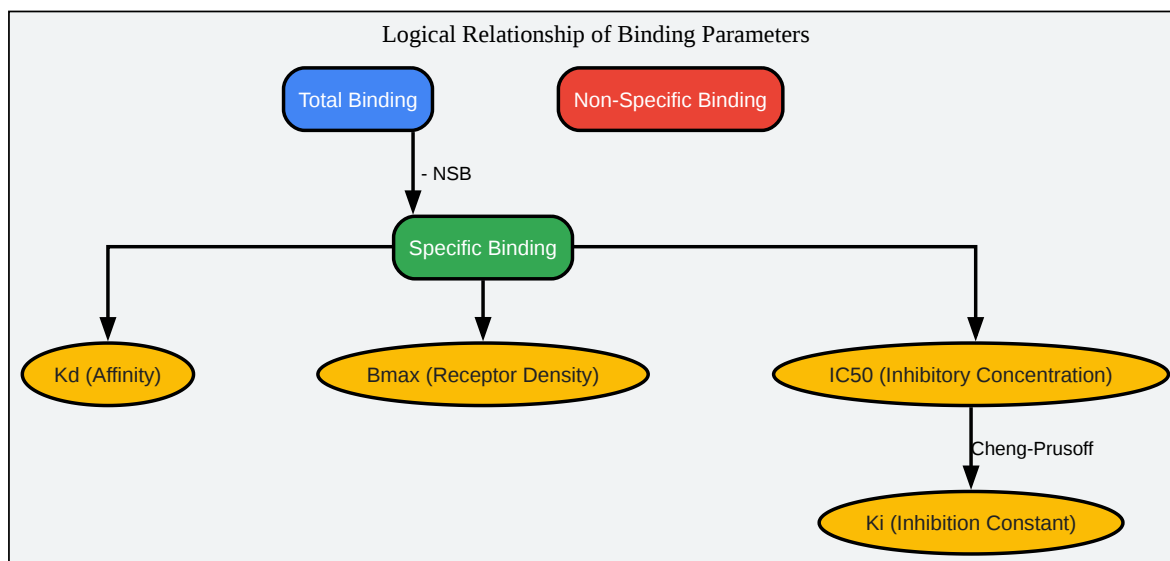 Logical Relationship of Binding Parameters
Total Binding
Non-Specific Binding
- NSB
Specific Binding
Kd (Affinity)
Bmax (Receptor Density)
IC50 (Inhibitory Concentration)
Cheng-Prusoff
Ki (Inhibition Constant)